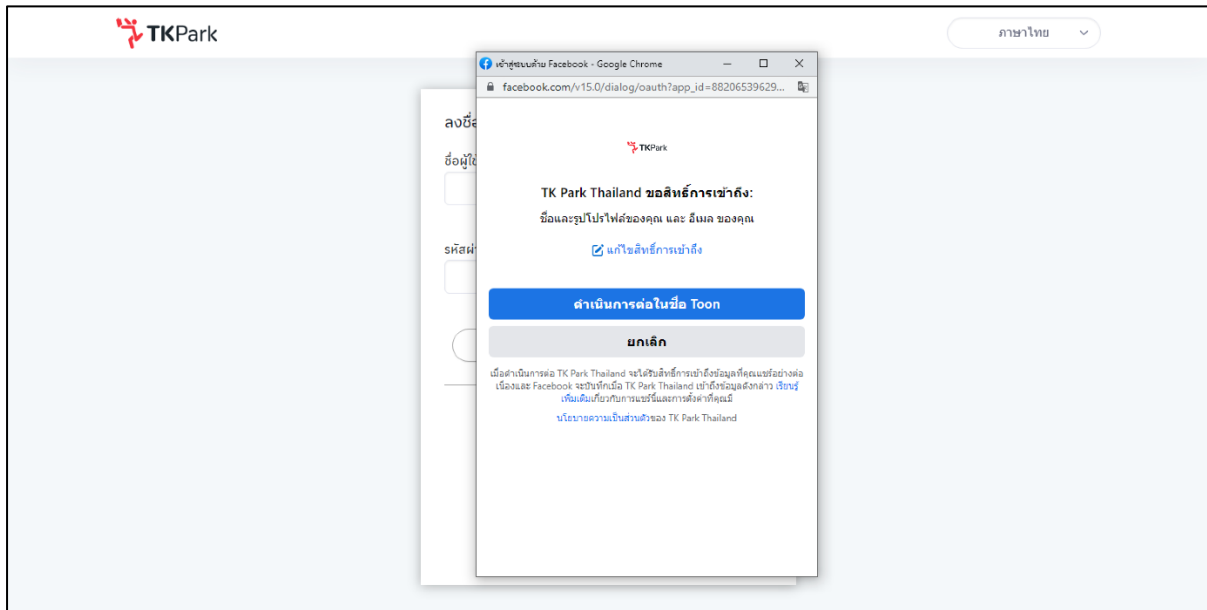 TKPark
ภาษาไทย
เข้าสู่ระบบด้วย Facebook - Google Chrome
facebook.com/v15.0/dialog/oauth?app_id=88206539629...
ลงชื่อ
ชื่อผู้ใช้
รหัสผ่
TKPark
TK Park Thailand ขอสิทธิ์การเข้าถึง:
ชื่อและรูปโปรไฟล์ของคุณ และ อีเมล ของคุณ
แก้ไขสิทธิ์การเข้าถึง
ดำเนินการต่อในชื่อ Toon
ยกเลิก
เมื่อดำเนินการต่อ TK Park Thailand จะได้รับสิทธิ์การเข้าถึงข้อมูลที่คุณแชร์อย่างต่อ
เนื่องและ Facebook จะบันทึกเมื่อ TK Park Thailand เข้าถึงข้อมูลดังกล่าว เรียนรู้
เพิ่มเติมเกี่ยวกับการแชร์นี้และการตั้งค่าที่คุณมี
นโยบายความเป็นส่วนตัวของ TK Park Thailand